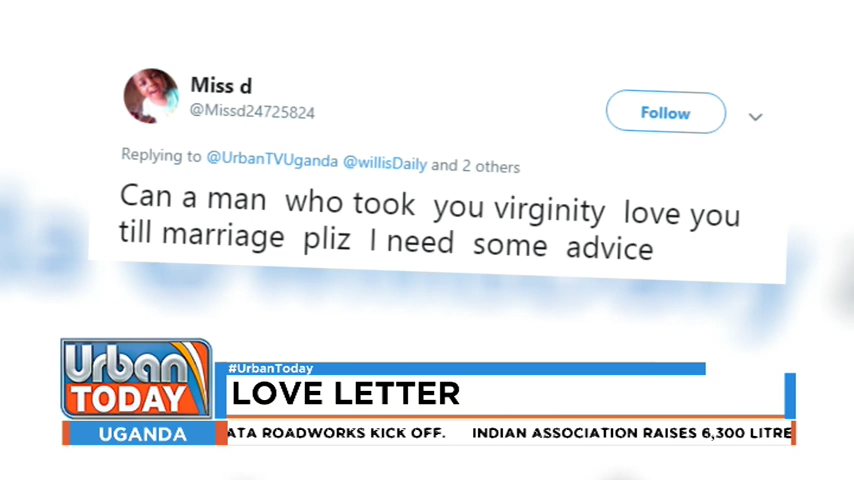 Miss d
@Missd24725824
Follow
Replying to @UrbanTVUganda @willisDaily and 2 others
Can a man who took you virginity love you
till marriage pliz I need some advice
#UrbanToday
Urban
TODAY
LOVE LETTER
UGANDA
ATA ROADWORKS KICK OFF. INDIAN ASSOCIATION RAISES 6,300 LITRE